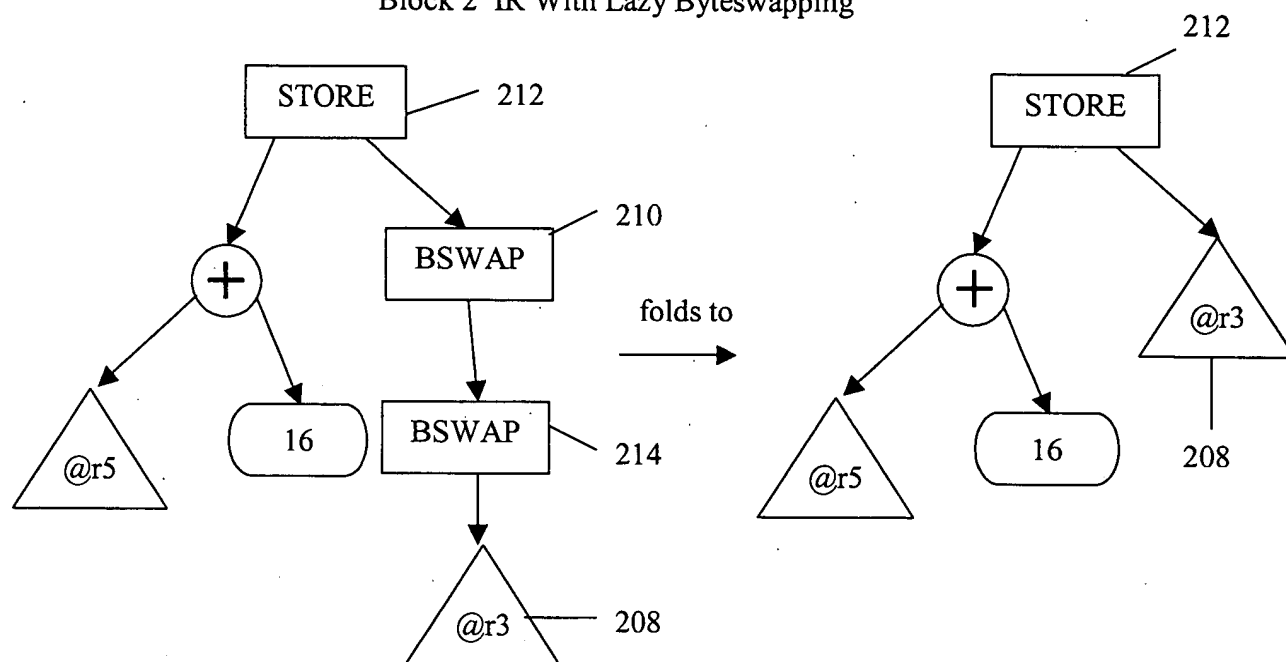 Block 2 IR With Lazy Byteswapping
212
STORE
212
STORE
210
BSWAP
+
+
folds to
@r3
BSWAP
16
214
@r5
16
208
@r5
@r3
208